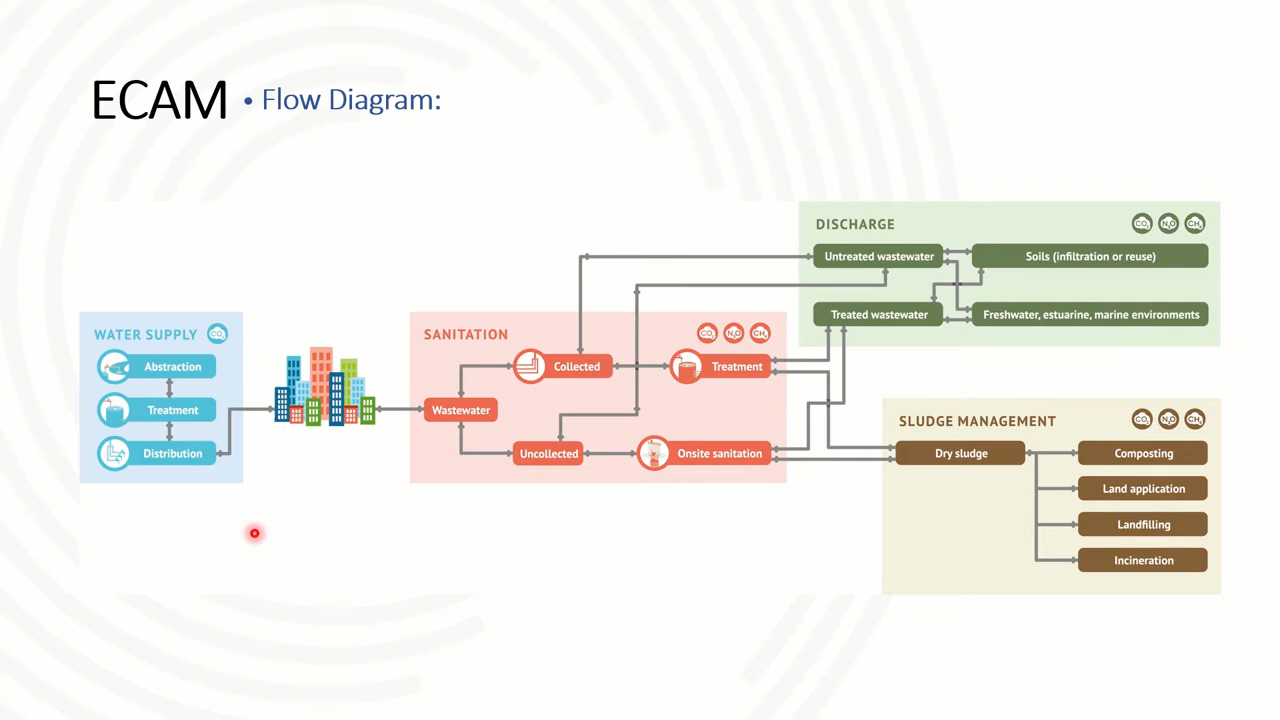 ECAM
• Flow Diagram:
WATER SUPPLY
CO₂
Abstraction
Treatment
Distribution
SANITATION
CO₂
N₂O
CH₄
Wastewater
Collected
Treatment
Uncollected
Onsite sanitation
DISCHARGE
CO₂
N₂O
CH₄
Untreated wastewater
Soils (infiltration or reuse)
Treated wastewater
Freshwater, estuarine, marine environments
SLUDGE MANAGEMENT
CO₂
N₂O
CH₄
Dry sludge
Composting
Land application
Landfilling
Incineration